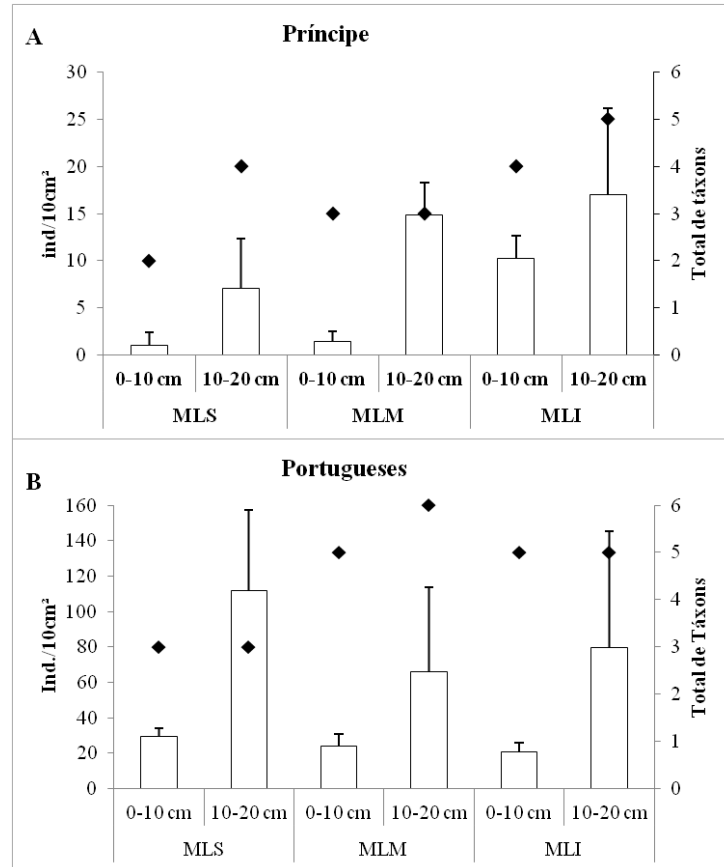 A
Príncipe
30
25
20
15
10
5
0
ind/10cm²
6
5
4
3
2
1
0
Total de táxons
0-10 cm 10-20 cm 0-10 cm 10-20 cm 0-10 cm 10-20 cm
MLS MLM MLI
B
Portugueses
160
140
120
100
80
60
40
20
0
Ind./10cm²
6
5
4
3
2
1
0
Total de Táxons
0-10 cm 10-20 cm 0-10 cm 10-20 cm 0-10 cm 10-20 cm
MLS MLM MLI